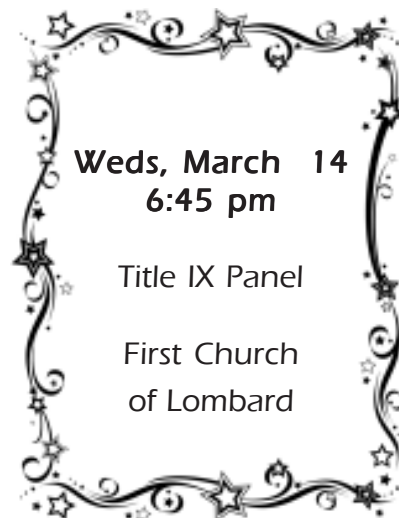 Weds, March 14
6:45 pm
Title IX Panel
First Church
of Lombard